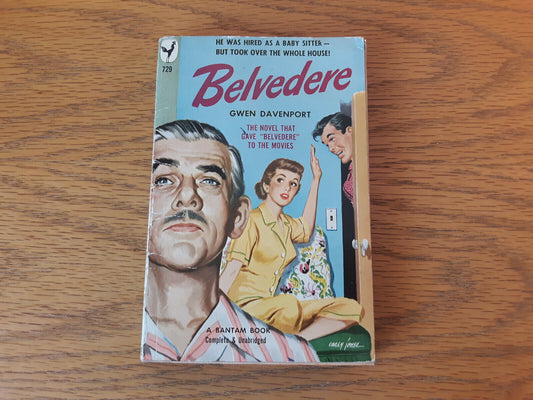 HE WAS HIRED AS A BABY SITTER—
BUT TOOK OVER THE WHOLE HOUSE!
729
Belvedere
GWEN DAVENPORT
THE NOVEL THAT
GAVE "BELVEDERE"
TO THE MOVIES
A BANTAM BOOK
Complete & Unabridged